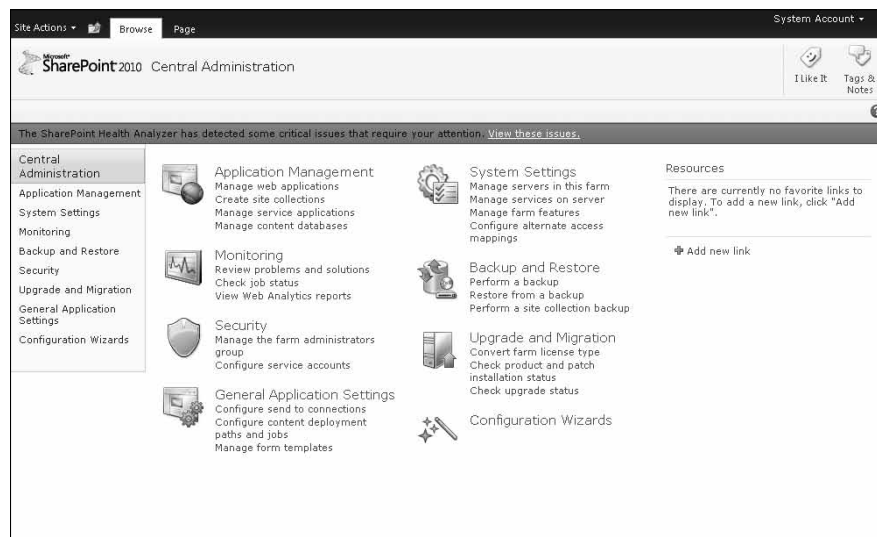 Site Actions Browse Page System Account
Microsoft
SharePoint 2010 Central Administration
I Like It Tags &
Notes
The SharePoint Health Analyzer has detected some critical issues that require your attention. View these issues.
Central
Administration
Application Management
System Settings
Monitoring
Backup and Restore
Security
Upgrade and Migration
General Application
Settings
Configuration Wizards
Application Management
Manage web applications
Create site collections
Manage service applications
Manage content databases
Monitoring
Review problems and solutions
Check job status
View Web Analytics reports
Security
Manage the farm administrators
group
Configure service accounts
General Application Settings
Configure send to connections
Configure content deployment
paths and jobs
Manage form templates
System Settings
Manage servers in this farm
Manage services on server
Manage farm features
Configure alternate access
mappings
Backup and Restore
Perform a backup
Restore from a backup
Perform a site collection backup
Upgrade and Migration
Convert farm license type
Check product and patch
installation status
Check upgrade status
Configuration Wizards
Resources
There are currently no favorite links to
display. To add a new link, click "Add
new link".
Add new link